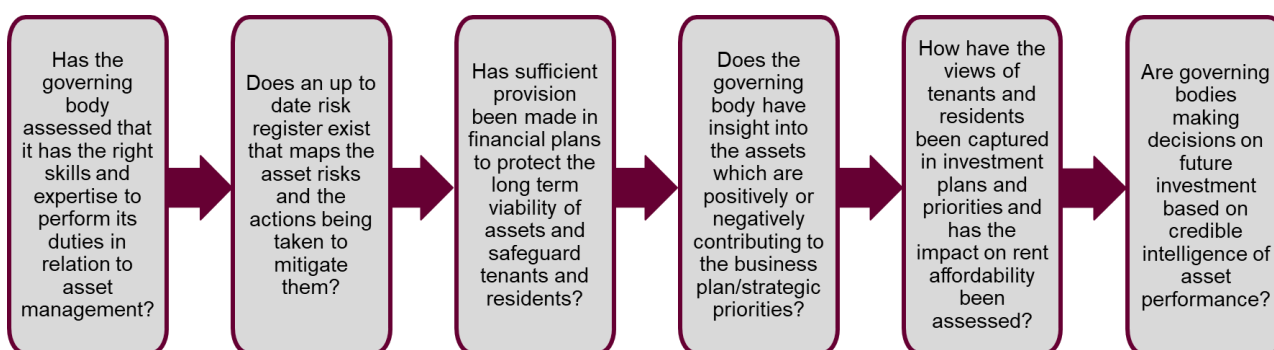 Has the
governing
body
assessed that
it has the right
skills and
expertise to
perform its
duties in
relation to
asset
management?
Does an up to
date risk
register exist
that maps the
asset risks
and the
actions being
taken to
mitigate
them?
Has sufficient
provision
been made in
financial plans
to protect the
long term
viability of
assets and
safeguard
tenants and
residents?
Does the
governing
body have
insight into
the assets
which are
positively or
negatively
contributing to
the business
plan/strategic
priorities?
How have the
views of
tenants and
residents
been captured
in investment
plans and
priorities and
has the
impact on rent
affordability
been
assessed?
Are governing
bodies
making
decisions on
future
investment
based on
credible
intelligence of
asset
performance?